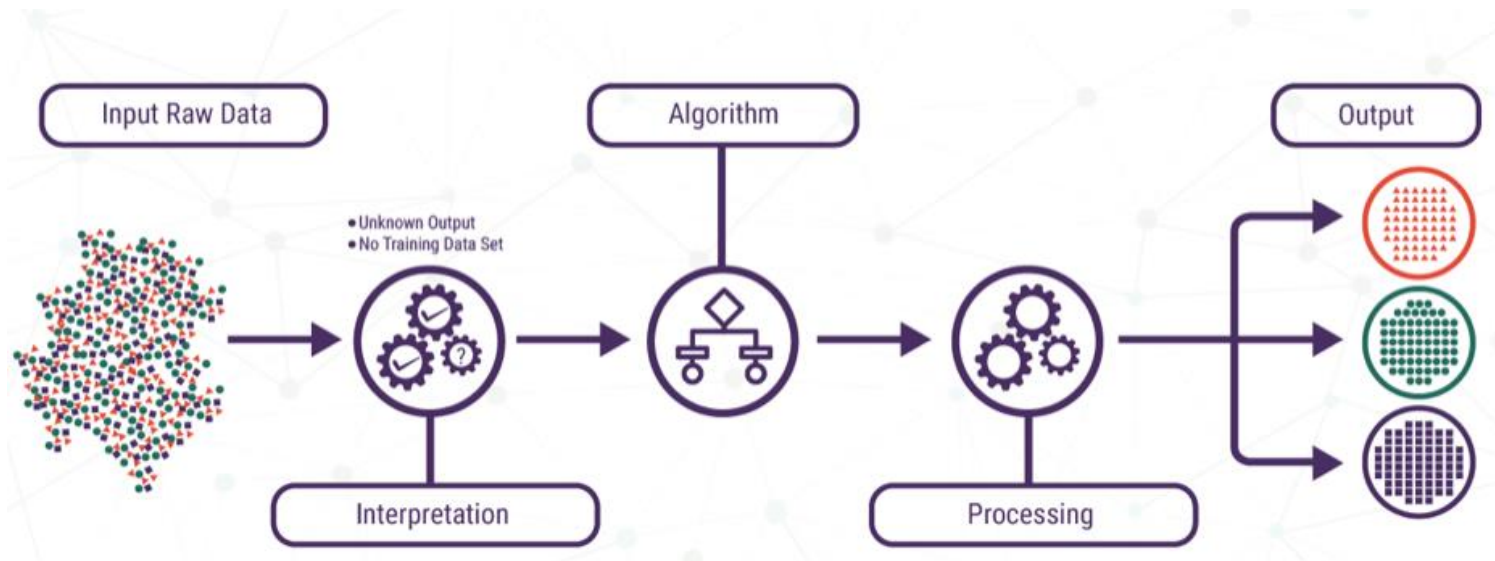 Input Raw Data
Algorithm
Output
• Unknown Output
• No Training Data Set
?
Interpretation
Processing